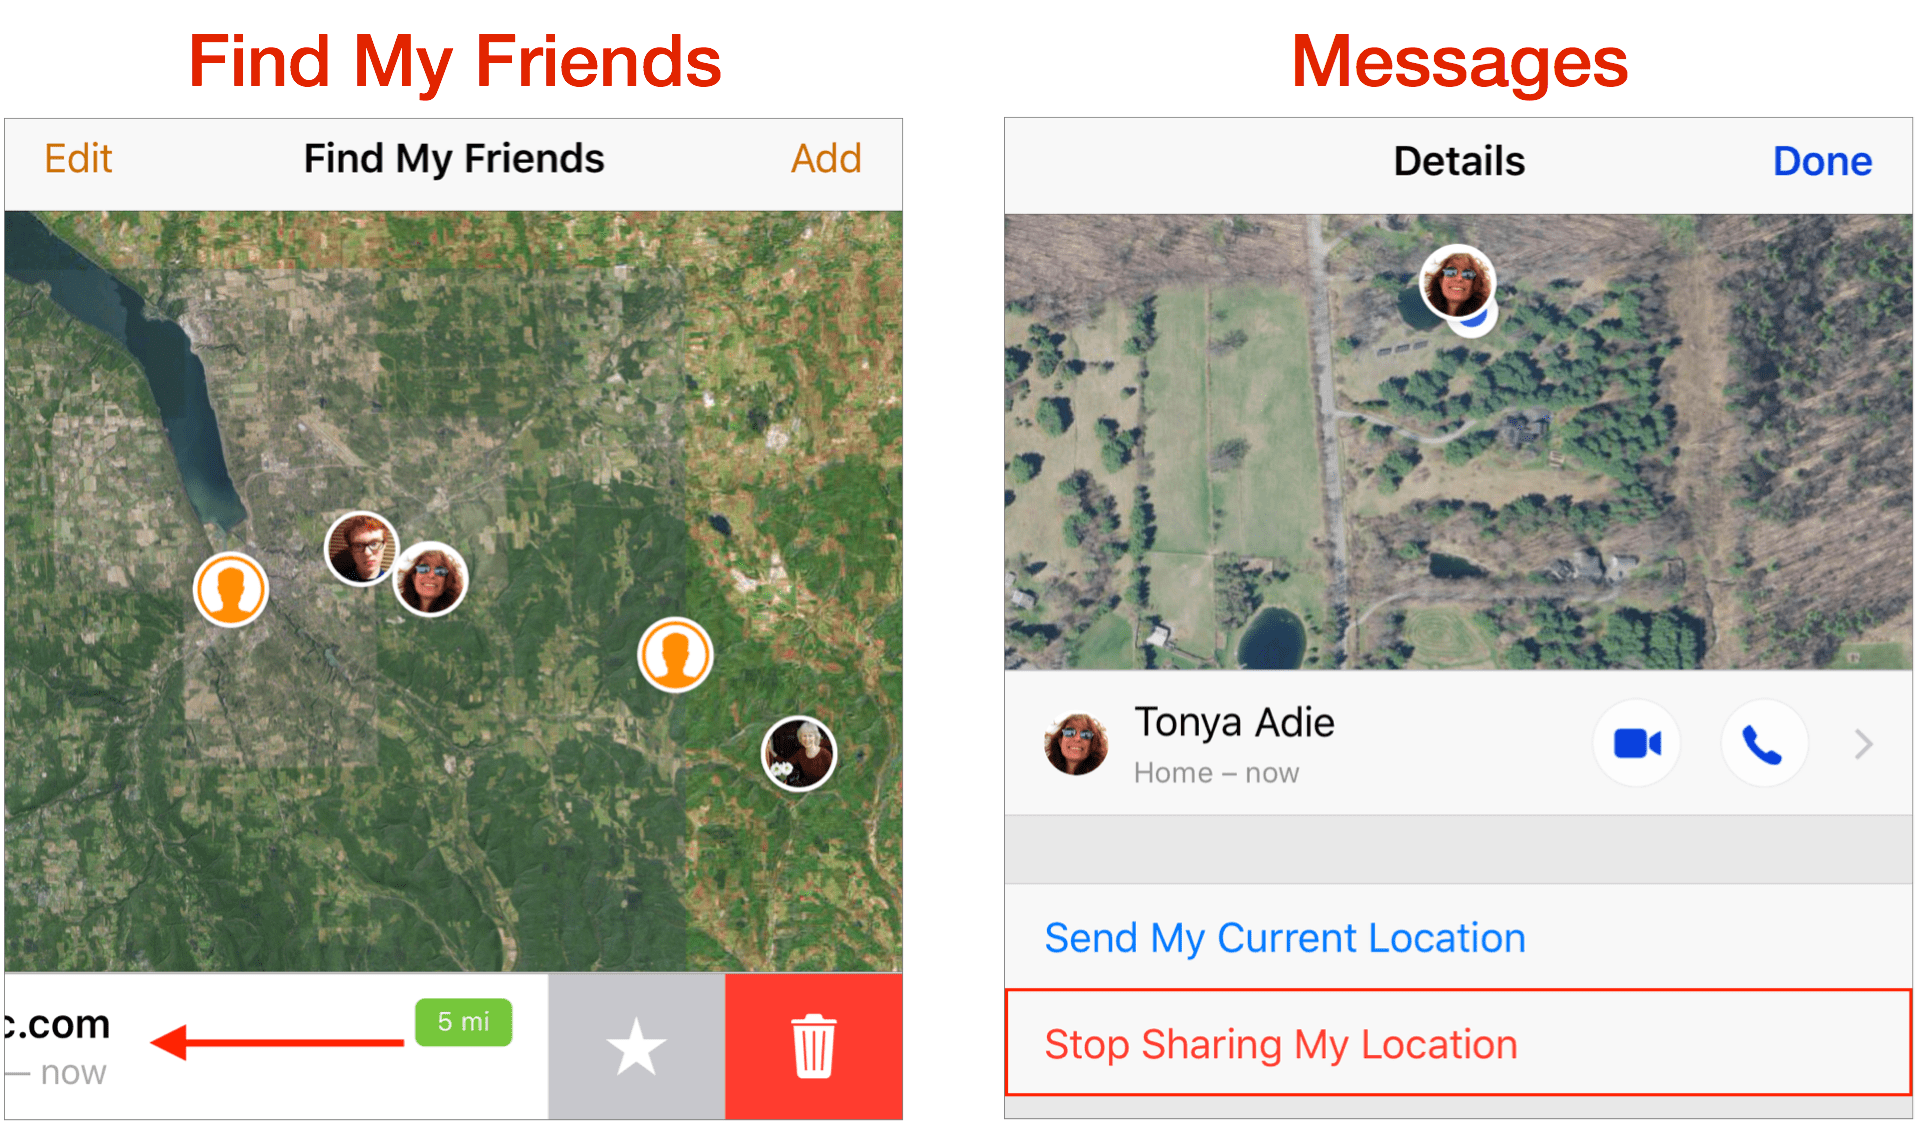 Find My Friends
Edit
Find My Friends
Add
c.com
5 mi
— now
Messages
Details
Done
Tonya Adie
Home – now
Send My Current Location
Stop Sharing My Location